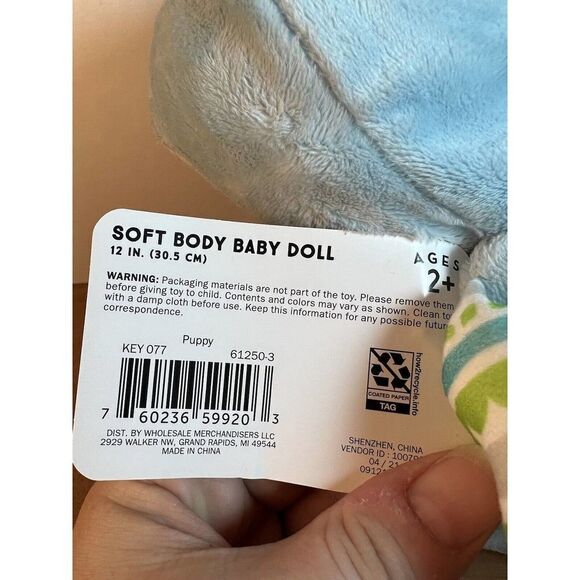 SOFT BODY BABY DOLL
12 IN. (30.5 CM)
AGES
2+
WARNING: Packaging materials are not part of the toy. Please remove them
before giving toy to child. Contents and colors may vary as shown. Clean to
with a damp cloth before use. Keep this information for any possible future
correspondence.
Puppy
KEY 077 61250-3
7 60236 59920 3
DIST. BY WHOLESALE MERCHANDISERS LLC
2929 WALKER NW, GRAND RAPIDS, MI 49544
MADE IN CHINA
how2recycle.info
COATED PAPER
TAG
SHENZHEN, CHINA
VENDOR ID : 10078
04 / 21
0912